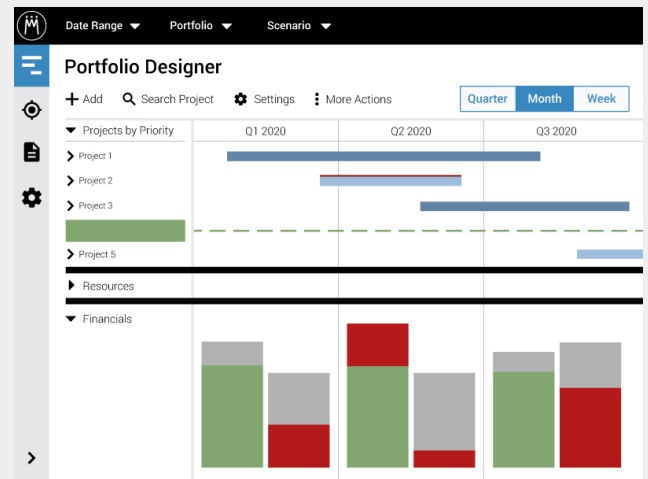 Date Range Portfolio Scenario
Portfolio Designer
Add Search Project Settings More Actions Quarter Month Week
Projects by Priority Q1 2020 Q2 2020 Q3 2020
Project 1
Project 2
Project 3
Project 5
Resources
Financials